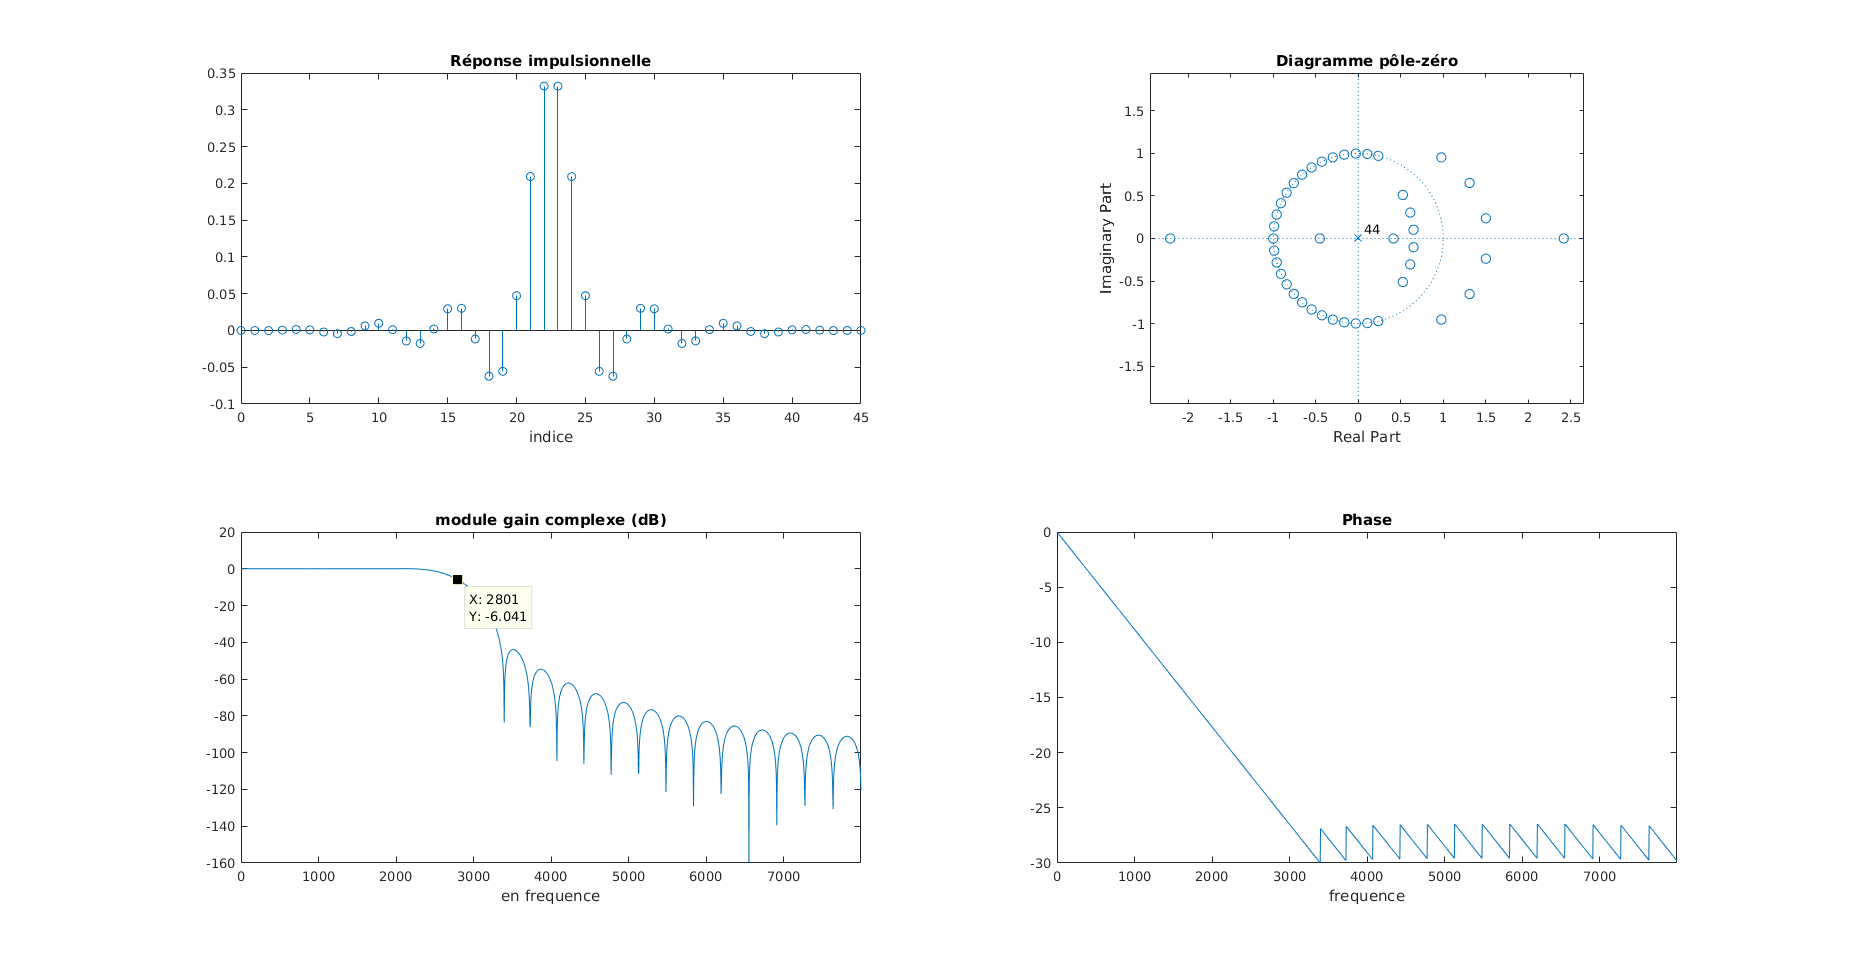 Réponse impulsionnelle
0.35
0.3
0.25
0.2
0.15
0.1
0.05
0
-0.05
-0.1
0 5 10 15 20 25 30 35 40 45
indice
Diagramme pôle-zéro
1.5
1
0.5
0
-0.5
-1
-1.5
Imaginary Part
44
-2 -1.5 -1 -0.5 0 0.5 1 1.5 2 2.5
Real Part
module gain complexe (dB)
20
0
-20
-40
-60
-80
-100
-120
-140
-160
X: 2801
Y: -6.041
0 1000 2000 3000 4000 5000 6000 7000
en frequence
Phase
0
-5
-10
-15
-20
-25
-30
0 1000 2000 3000 4000 5000 6000 7000
frequence